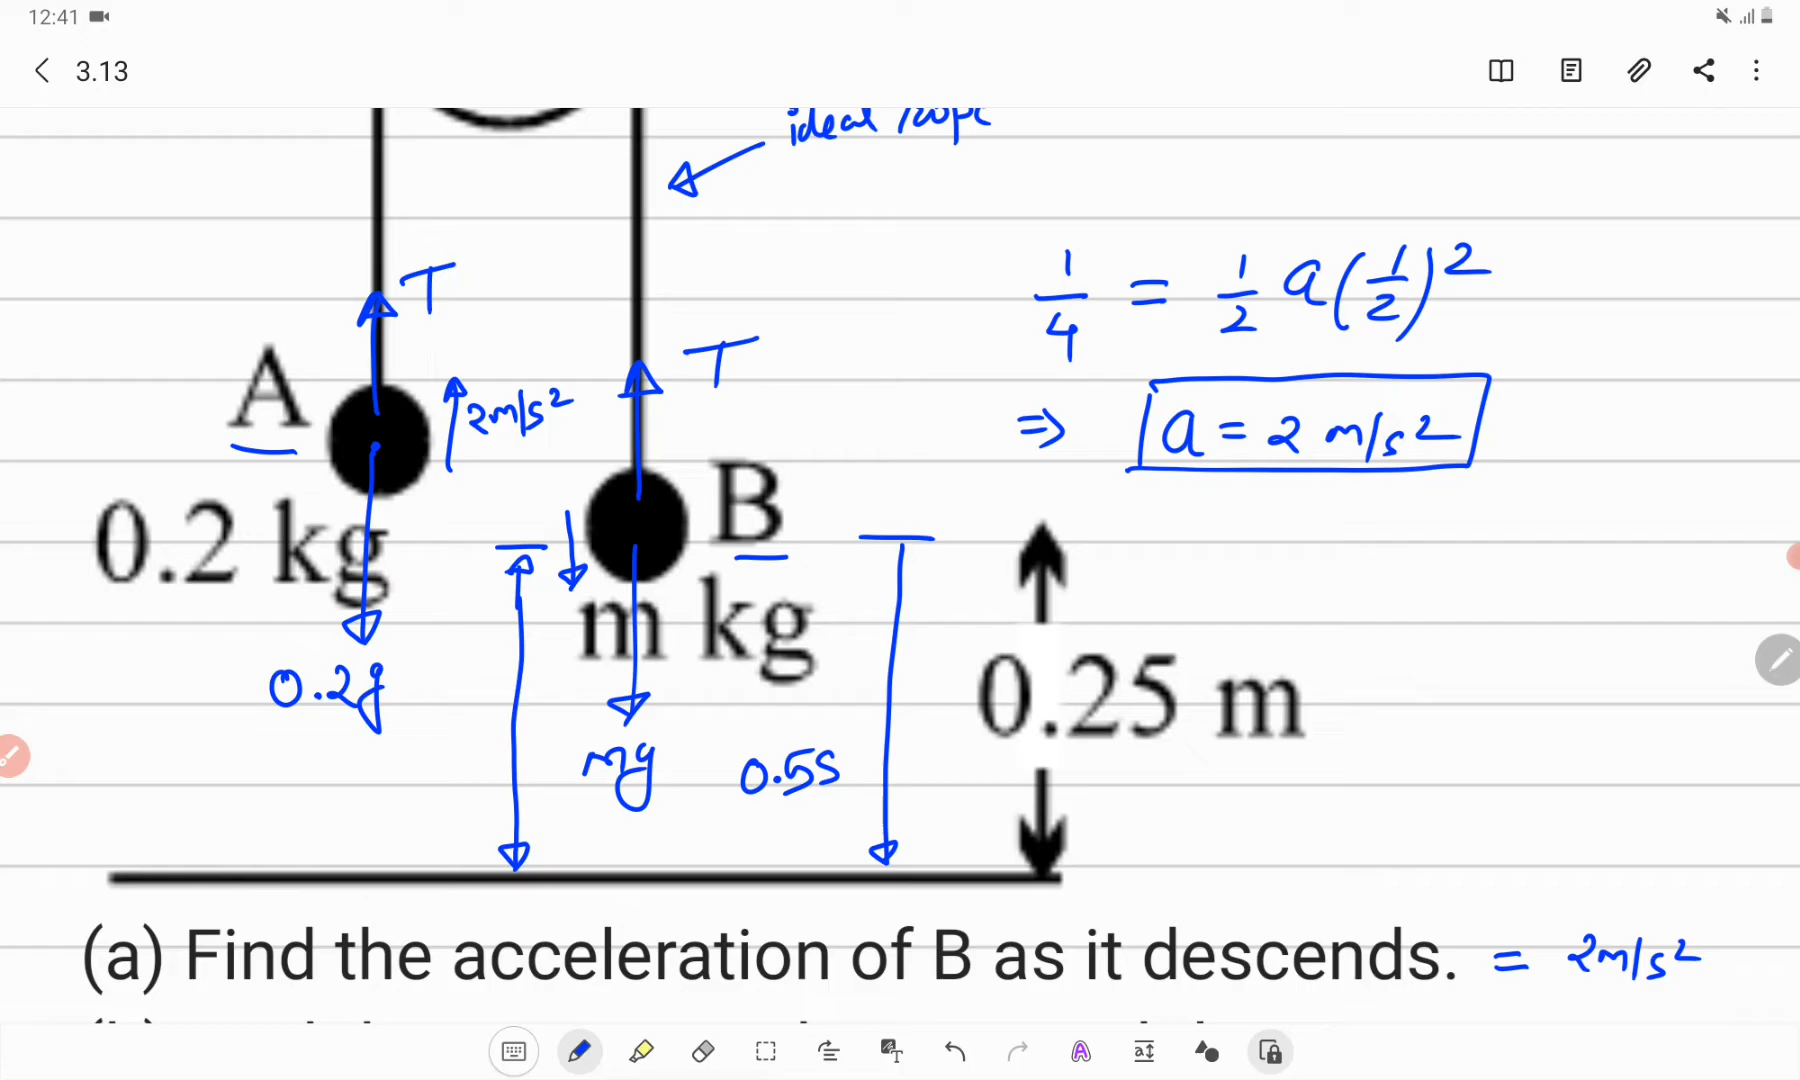 12:41
3.13
ideal rope
T
1/4 = 1/2 a(1/2)²
T
A
2m/s²
⇒ a = 2 m/s²
B
0.2 kg
m kg
0.2g
0.25 m
mg
0.5s
(a) Find the acceleration of B as it descends. = 2m/s²